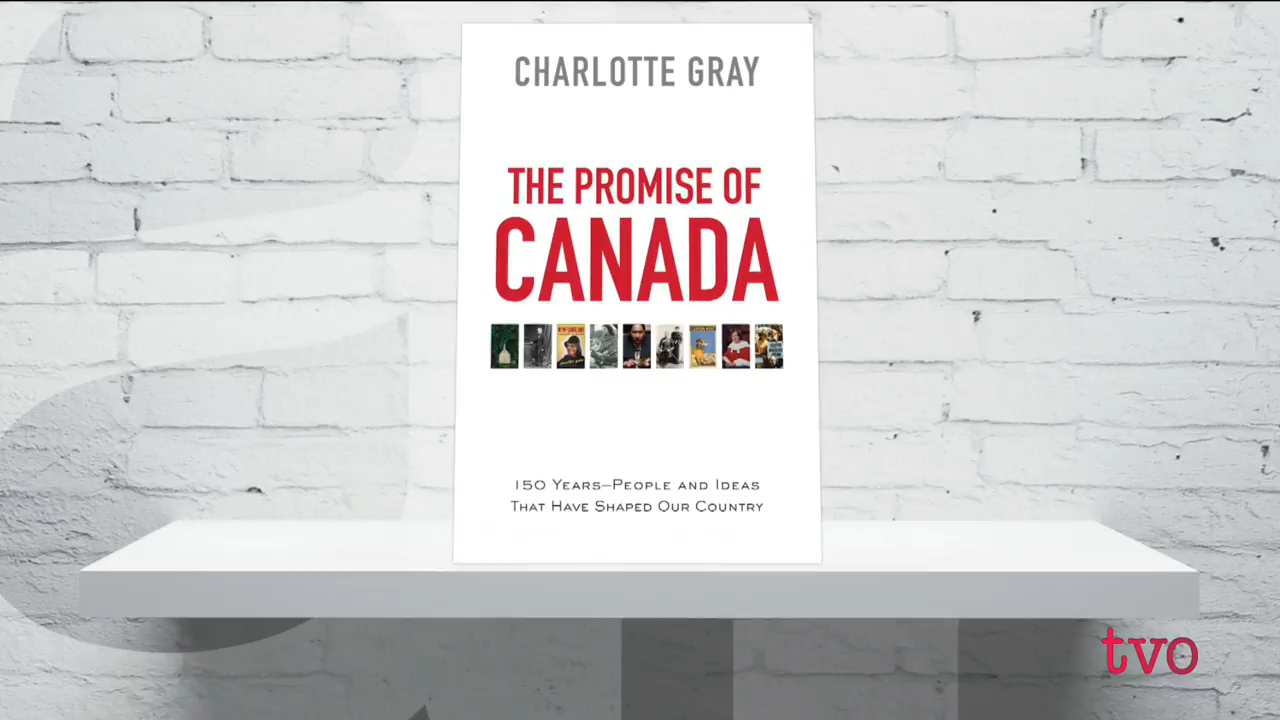 CHARLOTTE GRAY
THE PROMISE OF
CANADA
150 YEARS–PEOPLE AND IDEAS
THAT HAVE SHAPED OUR COUNTRY
tvo